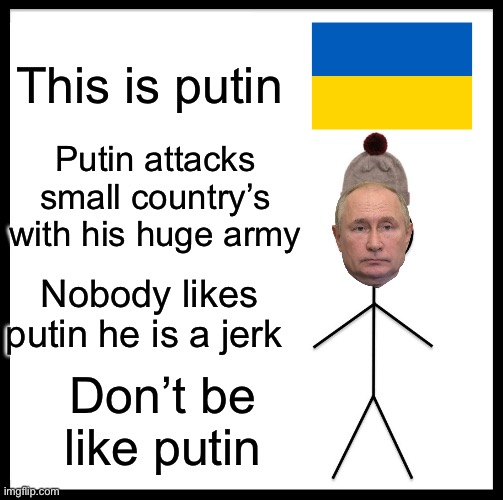 This is putin
Putin attacks
small country’s
with his huge army
Nobody likes
putin he is a jerk
Don’t be
like putin
imgflip.com